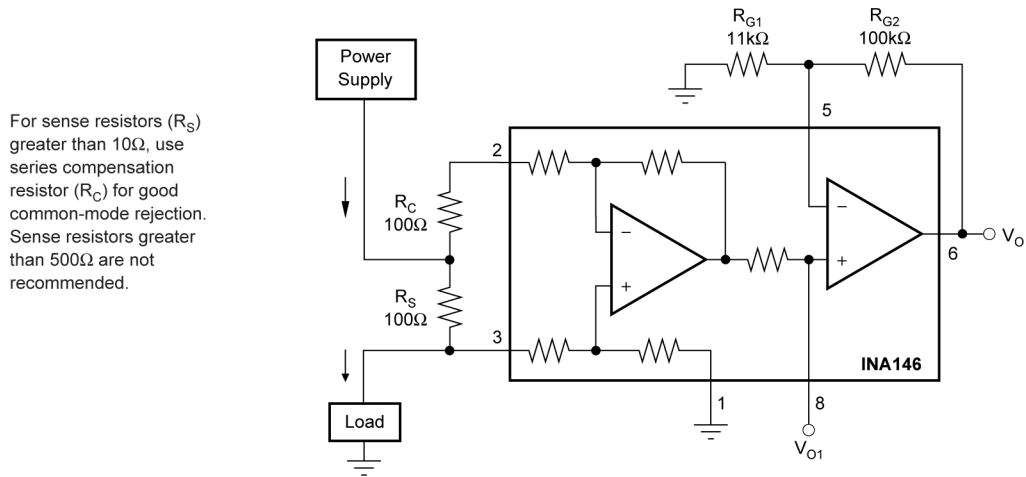 For sense resistors (RS)
greater than 10Ω, use
series compensation
resistor (RC) for good
common-mode rejection.
Sense resistors greater
than 500Ω are not
recommended.
Power
Supply
RG1
11kΩ
RG2
100kΩ
5
2
RC
100Ω
RS
100Ω
3
−
+
−
+
6
VO
INA146
1
8
VO1
Load